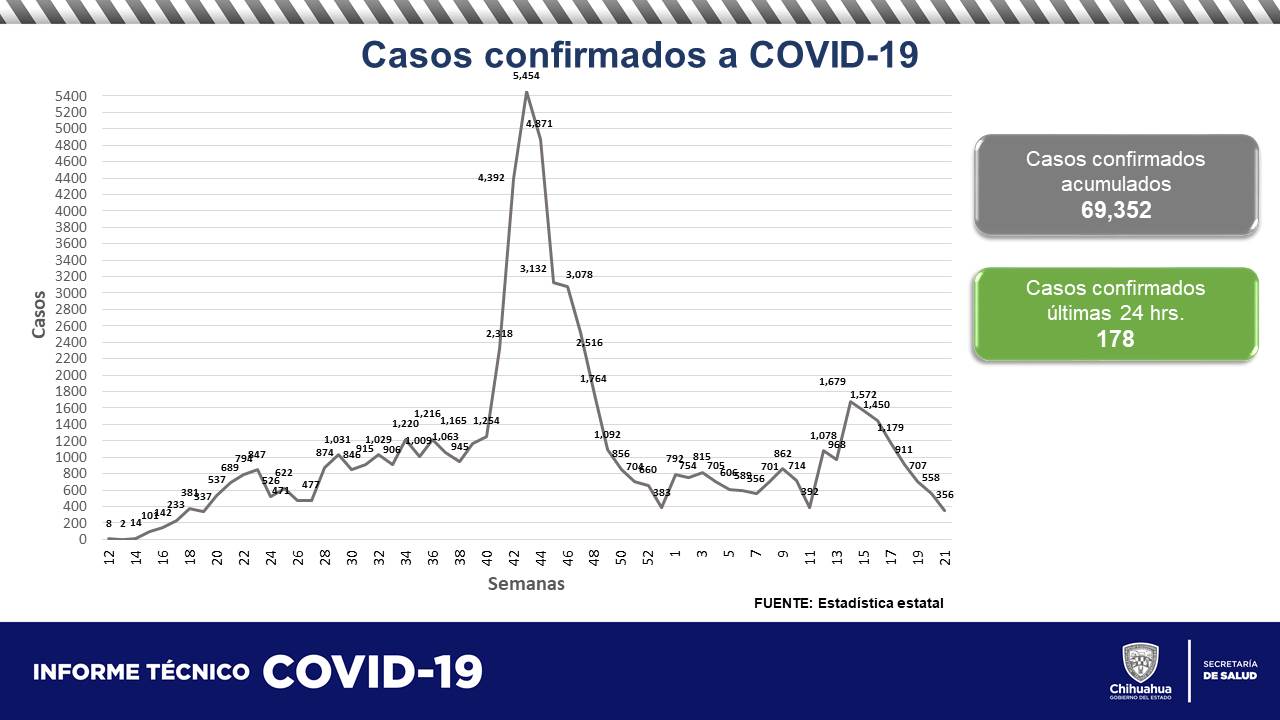 Casos confirmados a COVID-19
5,454
5400
5200
5000
4800
4600
4400
4200
4000
3800
3600
3400
3200
3000
2800
2600
2400
2200
2000
1800
1600
1400
1200
1000
800
600
400
200
0
Casos
8 2 14 101 142 233 381 337 537 689 794 847 526 471 622 477 874 1,031 846 915 1,029 906 1,220 1,009 1,216 1,063 1,165 945 1,254 2,318 4,392 4,871 3,132 3,078 2,516 1,764 1,092 856 704 660 383 792 754 815 705 606 589 556 701 862 714 392 1,078 968 1,679 1,572 1,450 1,179 911 707 558 356
12 14 16 18 20 22 24 26 28 30 32 34 36 38 40 42 44 46 48 50 52 1 3 5 7 9 11 13 15 17 19 21
Semanas
FUENTE: Estadística estatal
Casos confirmados
acumulados
69,352
Casos confirmados
últimas 24 hrs.
178
INFORME TÉCNICO COVID-19
Chihuahua
GOBIERNO DEL ESTADO
SECRETARÍA
DE SALUD